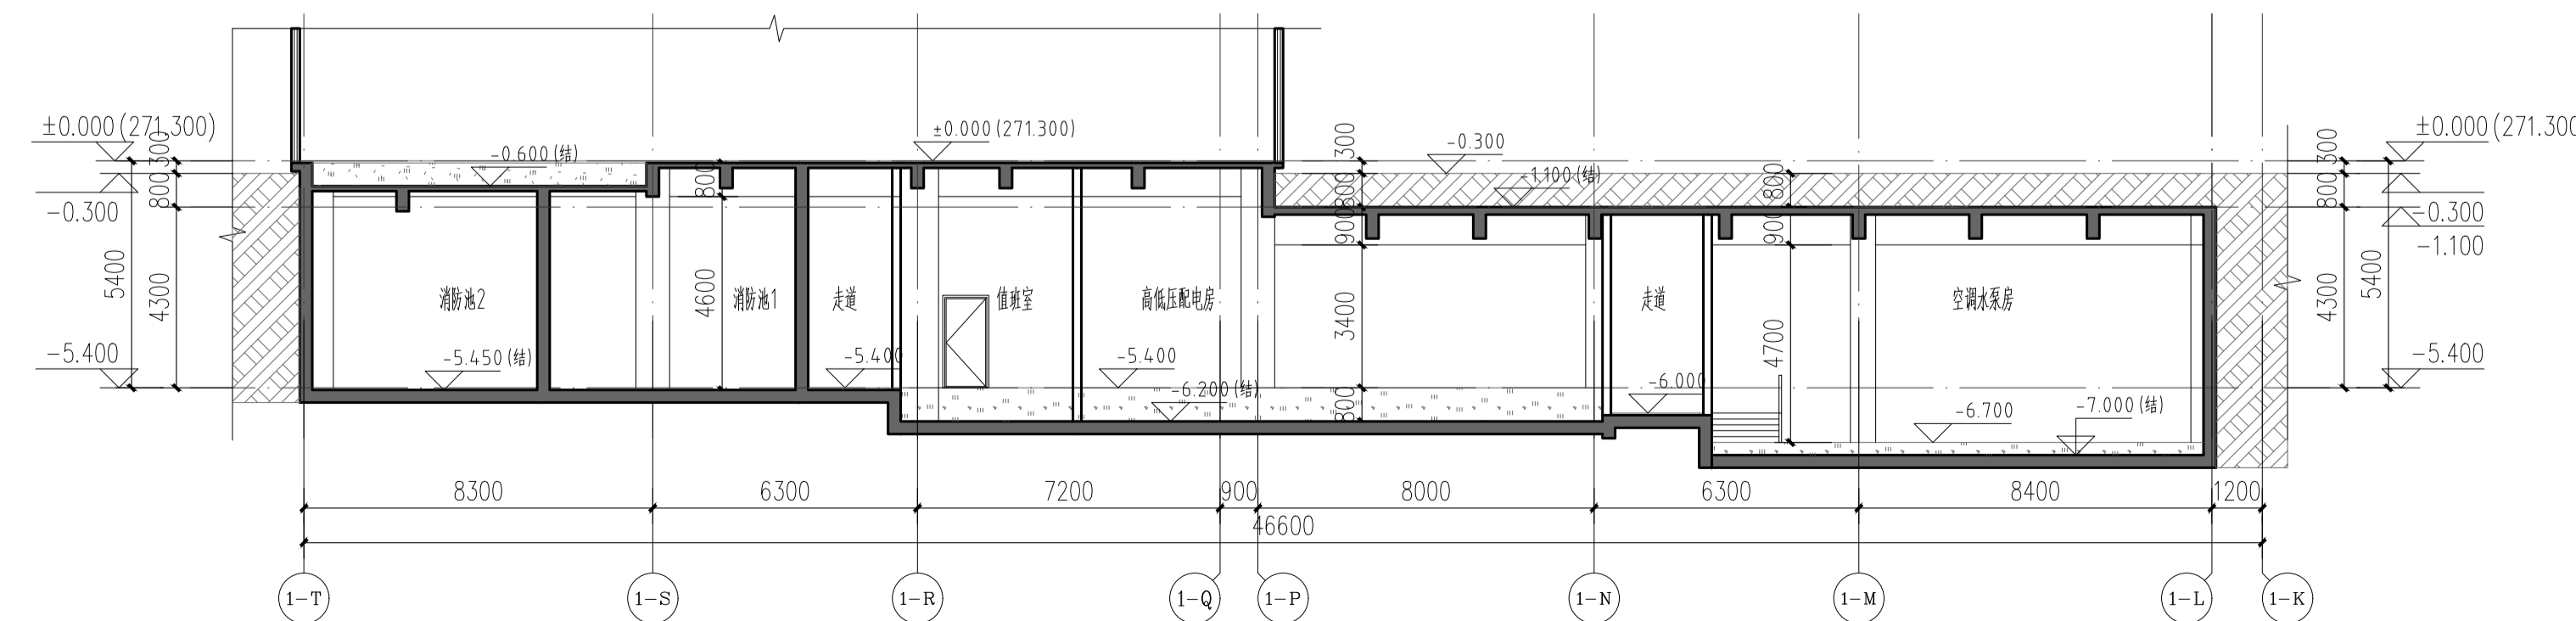 ±0.000(271.300)
-0.300
-5.400
300
800
5400
4300
-0.600(结)
±0.000(271.300)
800
4600
消防池2
消防池1
走道
值班室
高低压配电房
-5.450(结)
-5.400
-5.400
-6.200(结)
300
800
900
3400
800
-0.300
-1.100(结)
800
900
4700
走道
空调水泵房
-6.000
-6.700
-7.000(结)
±0.000(271.300
300
800
4300
5400
-0.300
-1.100
-5.400
8300
6300
7200
900
8000
6300
8400
1200
46600
1-T
1-S
1-R
1-Q
1-P
1-N
1-M
1-L
1-K